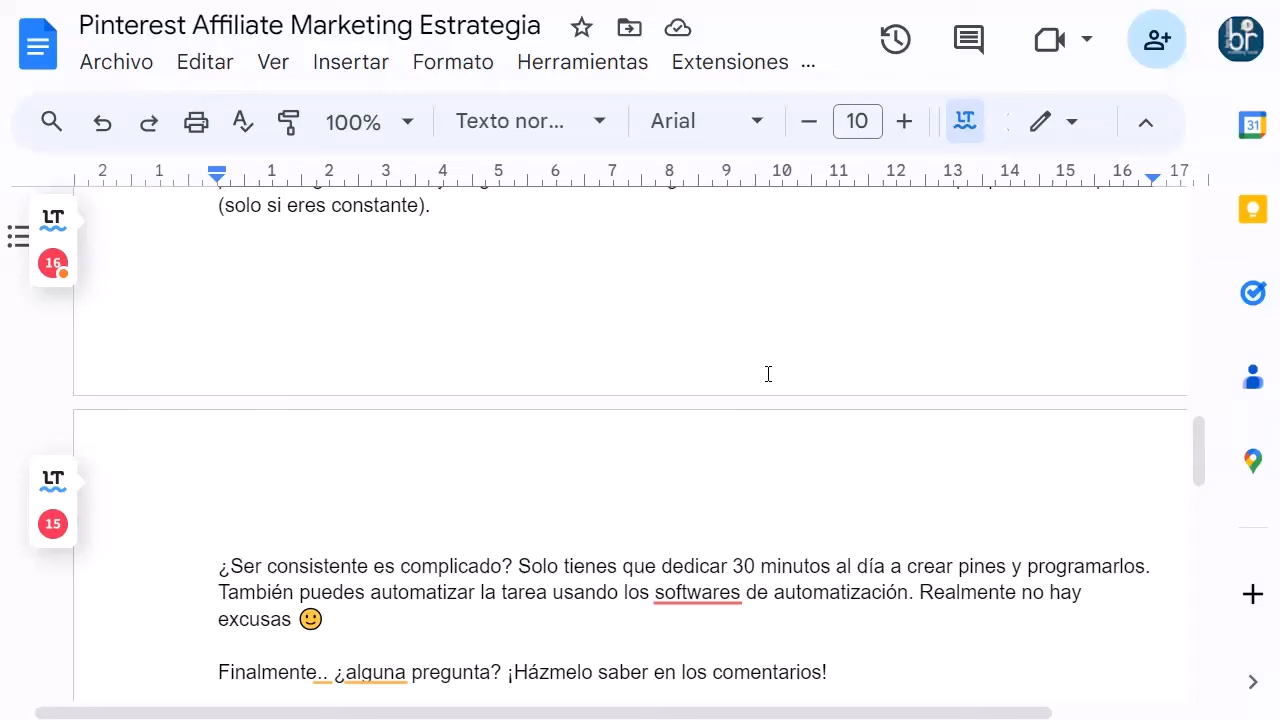 Pinterest Affiliate Marketing Estrategia
Archivo Editar Ver Insertar Formato Herramientas Extensiones ...
100% Texto nor... Arial 10 LT
2 1 1 2 3 4 5 6 7 8 9 10 11 12 13 14 15 16 17
31
br
(solo si eres constante).
LT
16
LT
15
¿Ser consistente es complicado? Solo tienes que dedicar 30 minutos al día a crear pines y programarlos.
También puedes automatizar la tarea usando los softwares de automatización. Realmente no hay
excusas 🙂
Finalmente.. ¿alguna pregunta? ¡Házmelo saber en los comentarios!